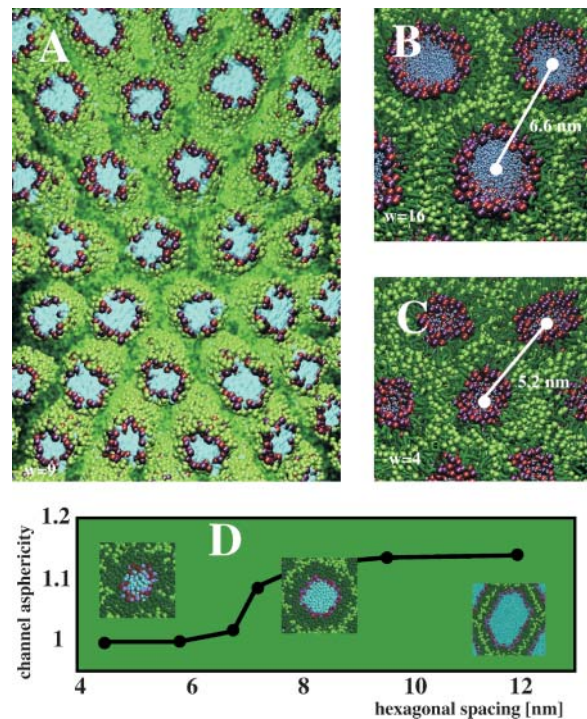 A
w=9
B
6.6 nm
w=16
C
5.2 nm
w=4
D
1.2
1.1
1
channel asphericity
4 6 8 10 12
hexagonal spacing [nm]